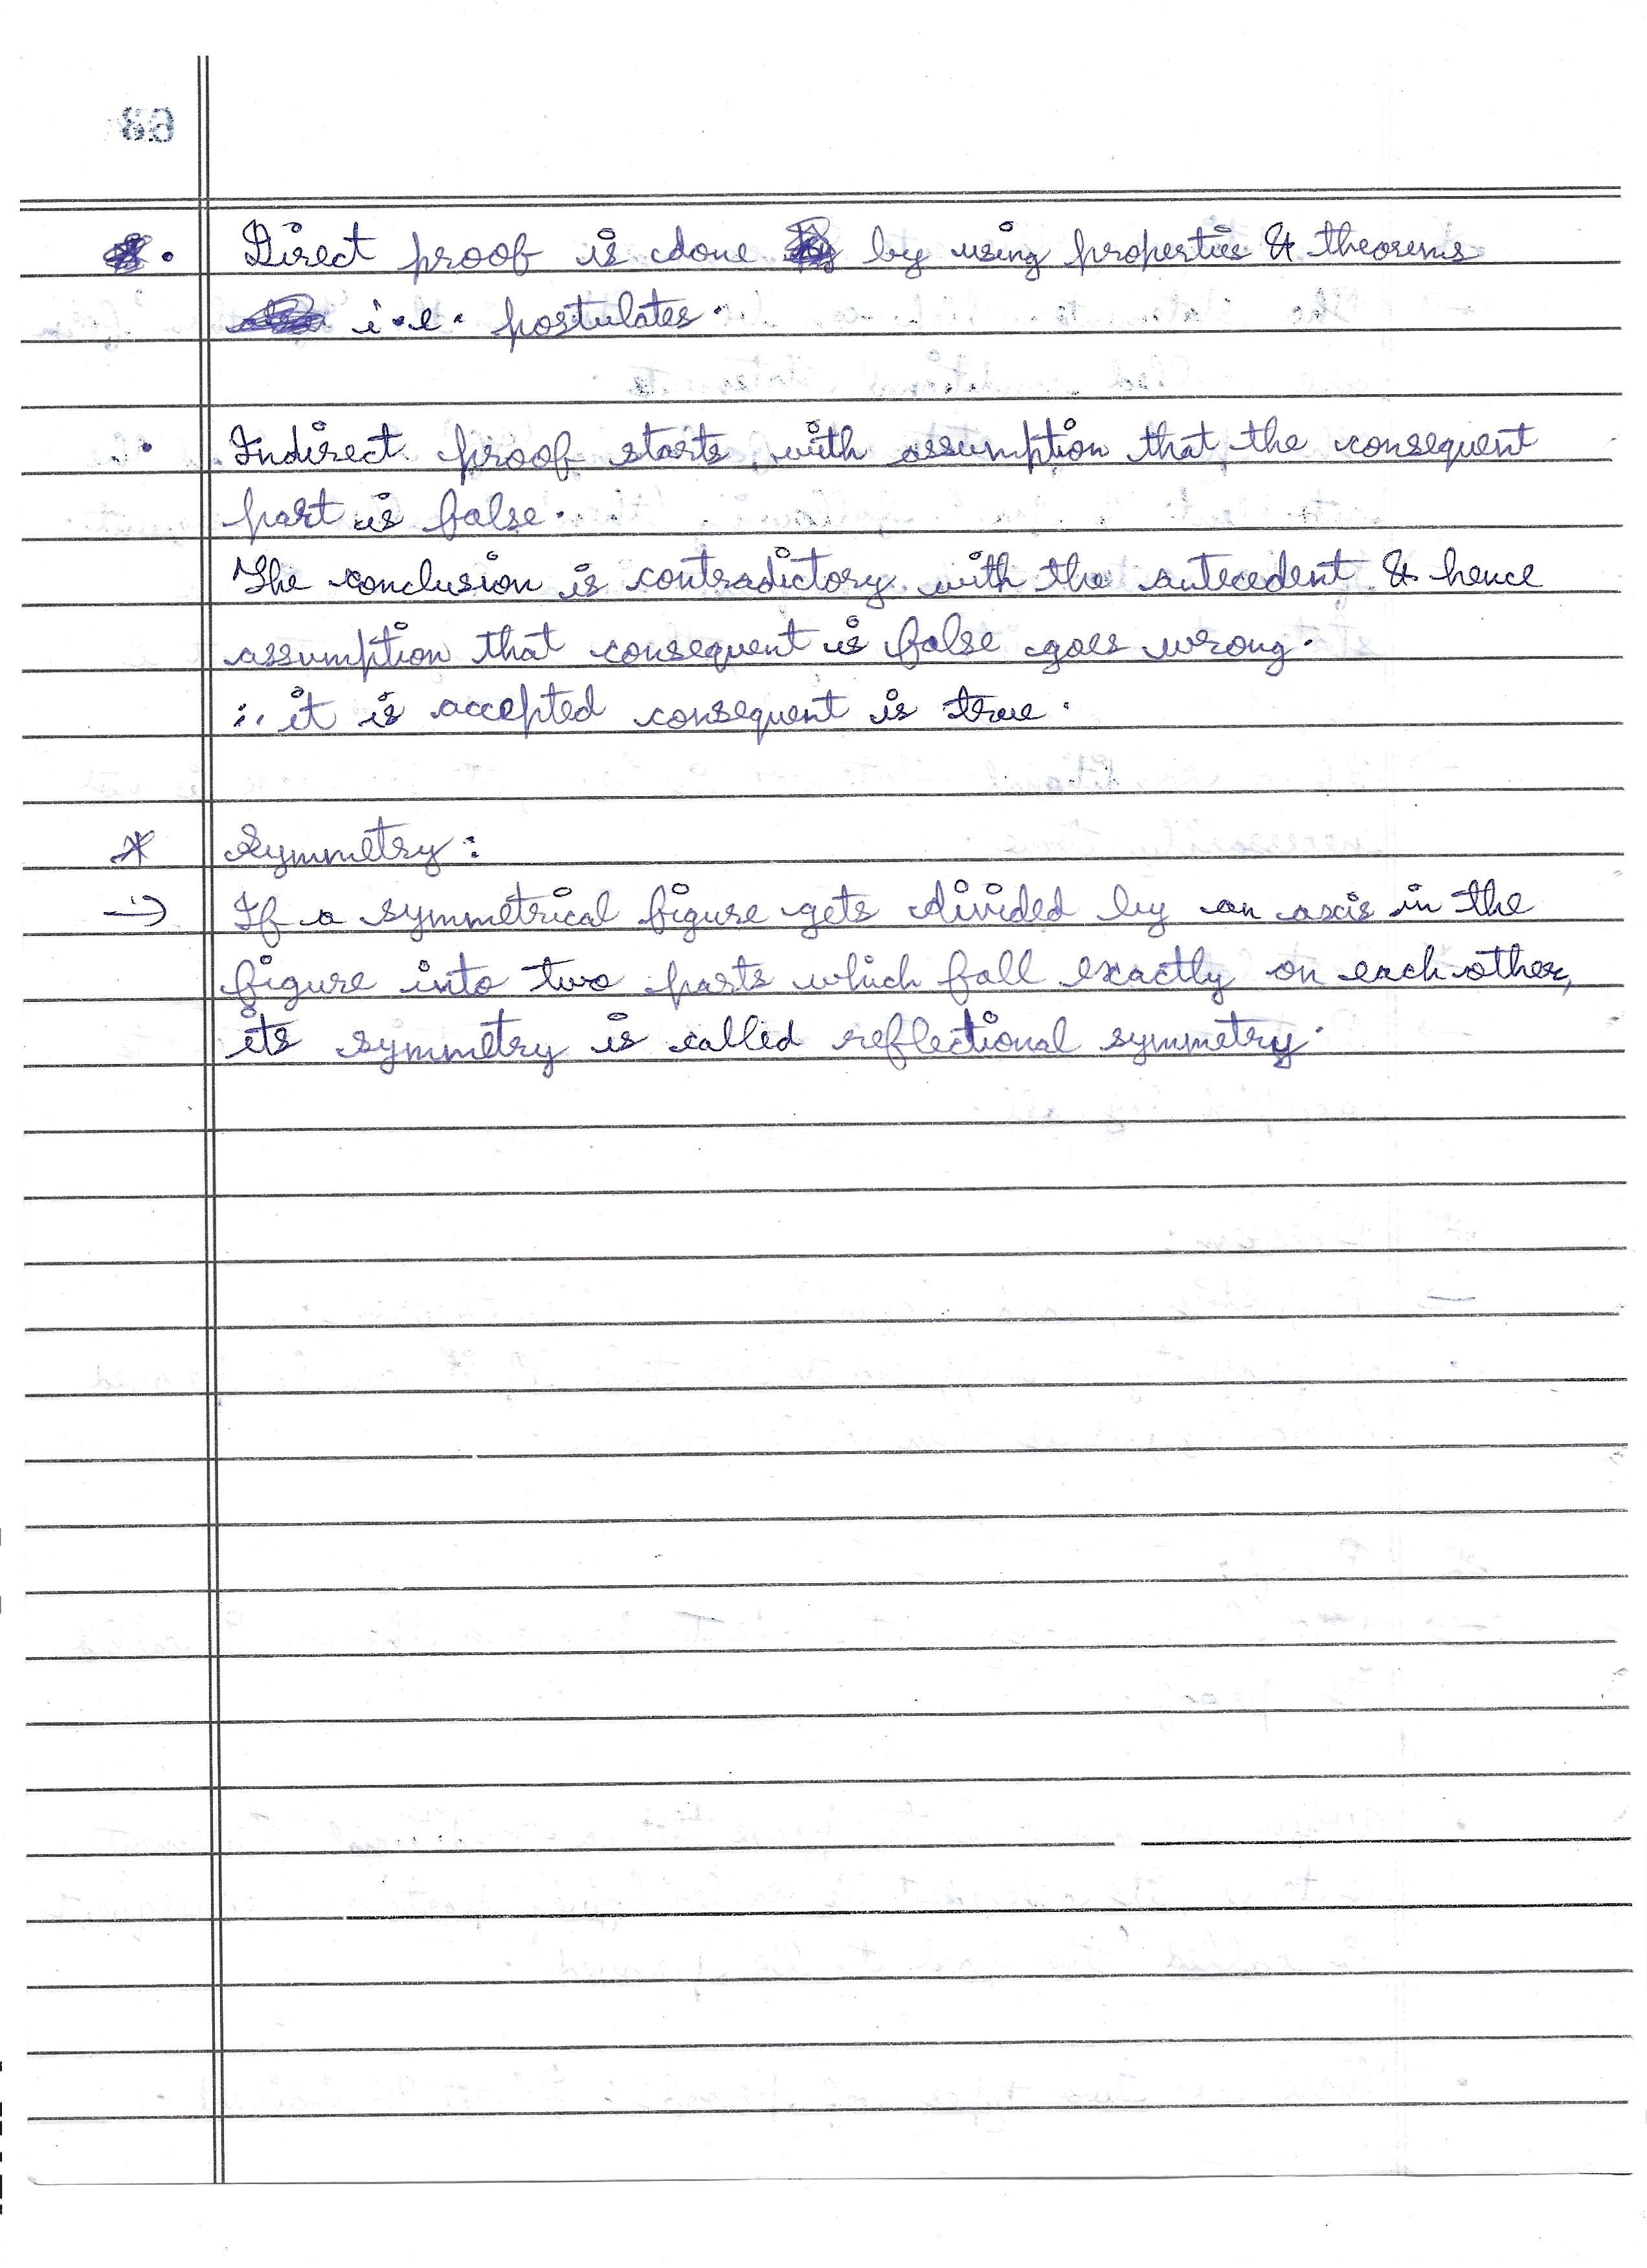 • Direct proof is done by using properties & theorems
i.e. postulates.
• Indirect proof starts with assumption that the consequent
part is false.
The conclusion is contradictory with the antecedent & hence
assumption that consequent is false goes wrong.
∴ it is accepted consequent is true.
* Symmetry:
→ If a symmetrical figure gets divided by an axis in the
figure into two parts which fall exactly on each other,
its symmetry is called reflectional symmetry.